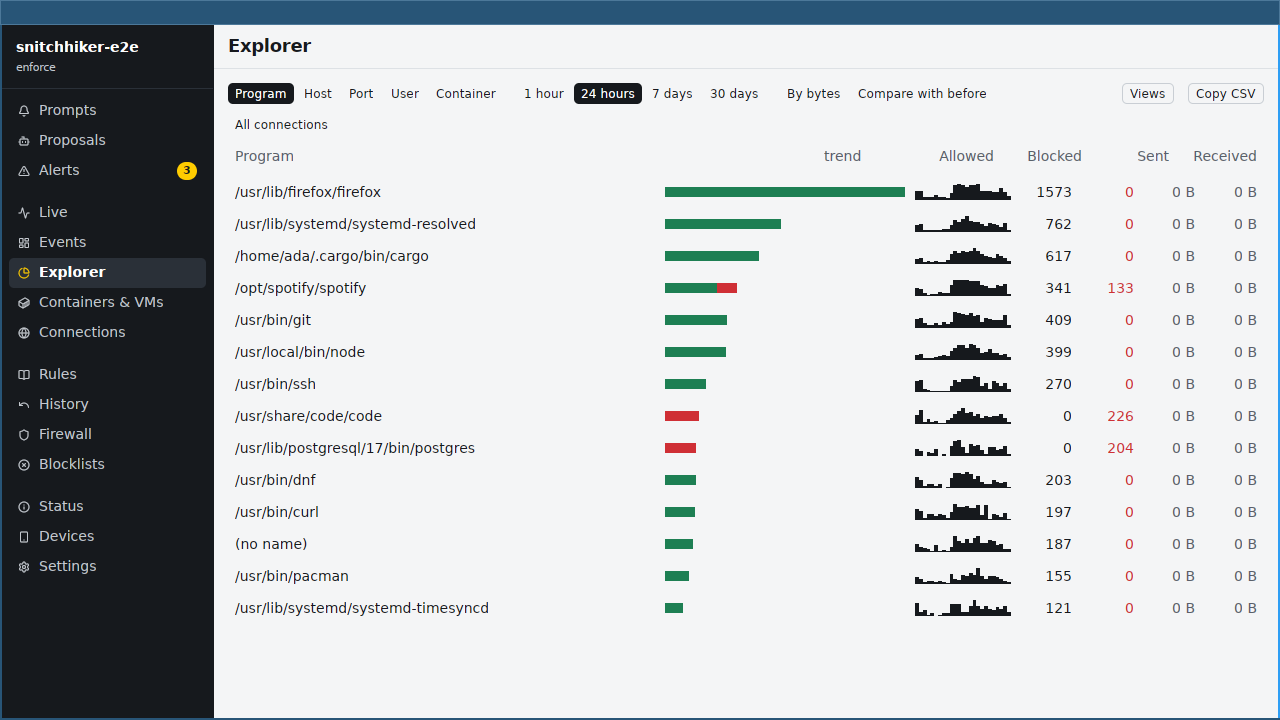 snitchhiker-e2e
enforce
Prompts
Proposals
Alerts 3
Live
Events
Explorer
Containers & VMs
Connections
Rules
History
Firewall
Blocklists
Status
Devices
Settings
Explorer
Program Host Port User Container 1 hour 24 hours 7 days 30 days By bytes Compare with before Views Copy CSV
All connections
Program trend Allowed Blocked Sent Received
/usr/lib/firefox/firefox 1573 0 0 B 0 B
/usr/lib/systemd/systemd-resolved 762 0 0 B 0 B
/home/ada/.cargo/bin/cargo 617 0 0 B 0 B
/opt/spotify/spotify 341 133 0 B 0 B
/usr/bin/git 409 0 0 B 0 B
/usr/local/bin/node 399 0 0 B 0 B
/usr/bin/ssh 270 0 0 B 0 B
/usr/share/code/code 0 226 0 B 0 B
/usr/lib/postgresql/17/bin/postgres 0 204 0 B 0 B
/usr/bin/dnf 203 0 0 B 0 B
/usr/bin/curl 197 0 0 B 0 B
(no name) 187 0 0 B 0 B
/usr/bin/pacman 155 0 0 B 0 B
/usr/lib/systemd/systemd-timesyncd 121 0 0 B 0 B